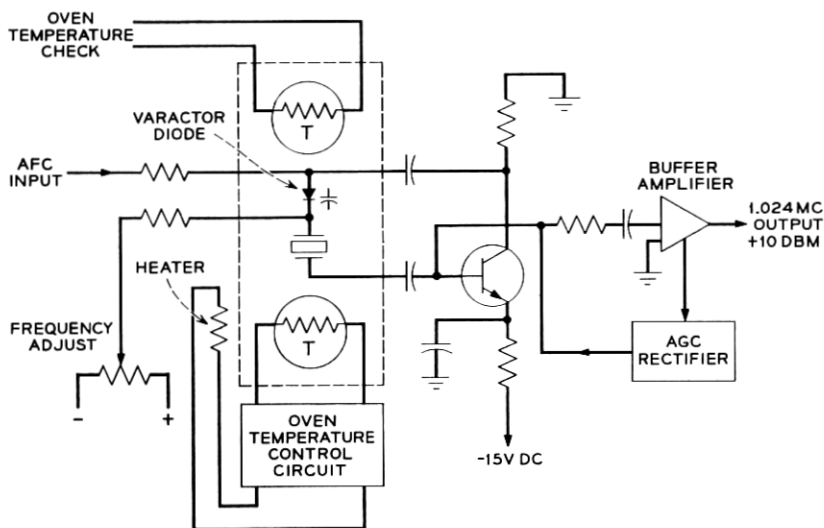 OVEN
TEMPERATURE
CHECK
T
VARACTOR
DIODE
AFC
INPUT
BUFFER
AMPLIFIER
1.024 MC
OUTPUT
+10 DBM
HEATER
T
FREQUENCY
ADJUST
- +
AGC
RECTIFIER
OVEN
TEMPERATURE
CONTROL
CIRCUIT
-15V DC